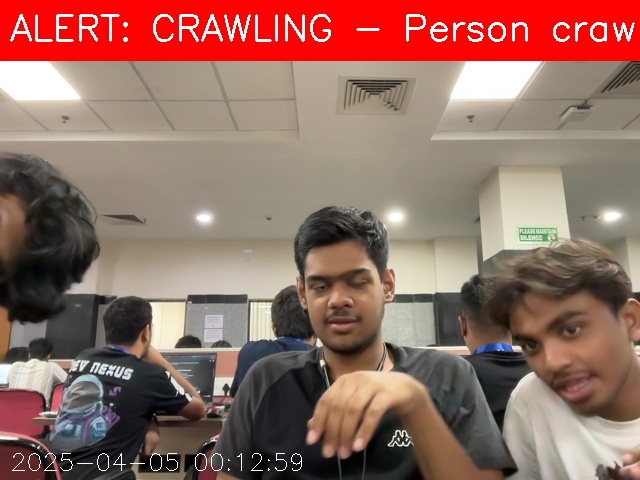 ALERT: CRAWLING - Person craw
PLEASE MAINTAIN
SILENCE
DEV NEXUS
2025-04-05 00:12:59